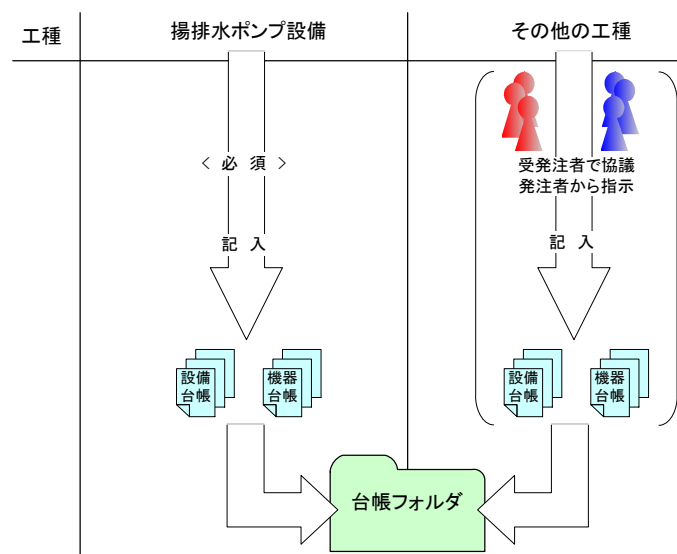 工種
揚排水ポンプ設備
その他の工種
< 必 須 >
記 入
設備
台帳
機器
台帳
受発注者で協議
発注者から指示
記 入
設備
台帳
機器
台帳
台帳フォルダ